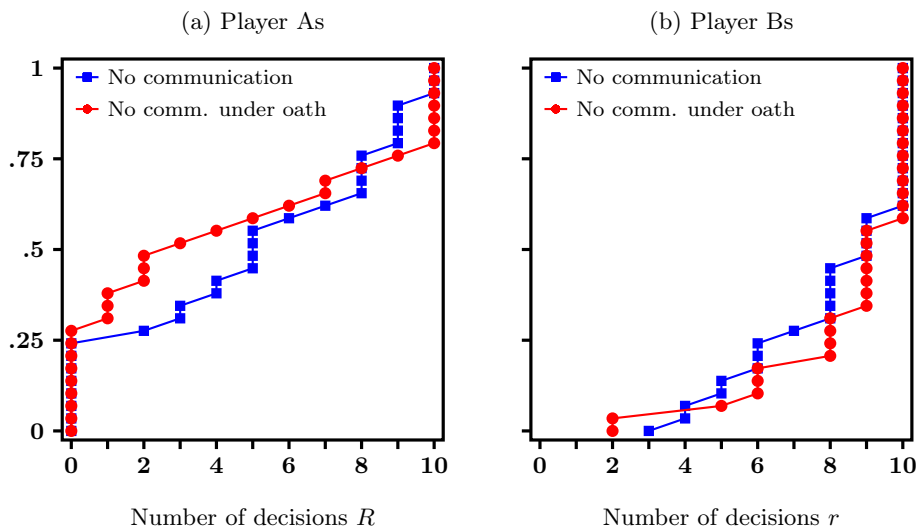 (a) Player As
1
.75
.5
.25
0
No communication
No comm. under oath
0 2 4 6 8 10
Number of decisions R
(b) Player Bs
No communication
No comm. under oath
0 2 4 6 8 10
Number of decisions r